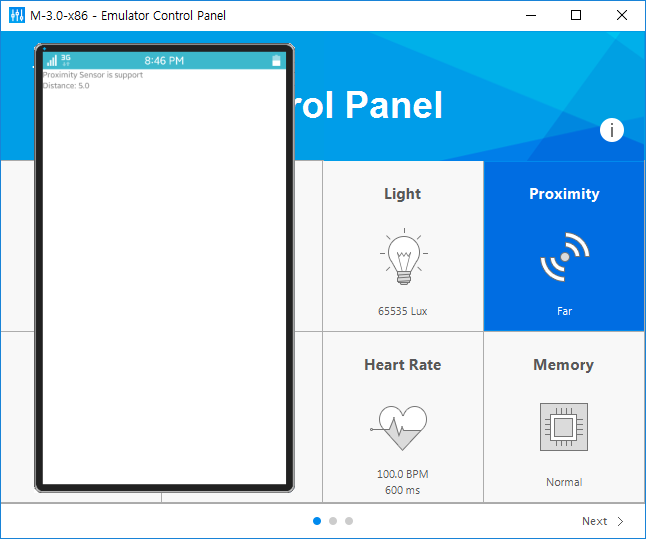 M-3.0-x86 - Emulator Control Panel
3G
8:46 PM
Proximity Sensor is support
Distance: 5.0
rol Panel
i
Light
65535 Lux
Proximity
Far
Heart Rate
100.0 BPM
600 ms
Memory
Normal
Next